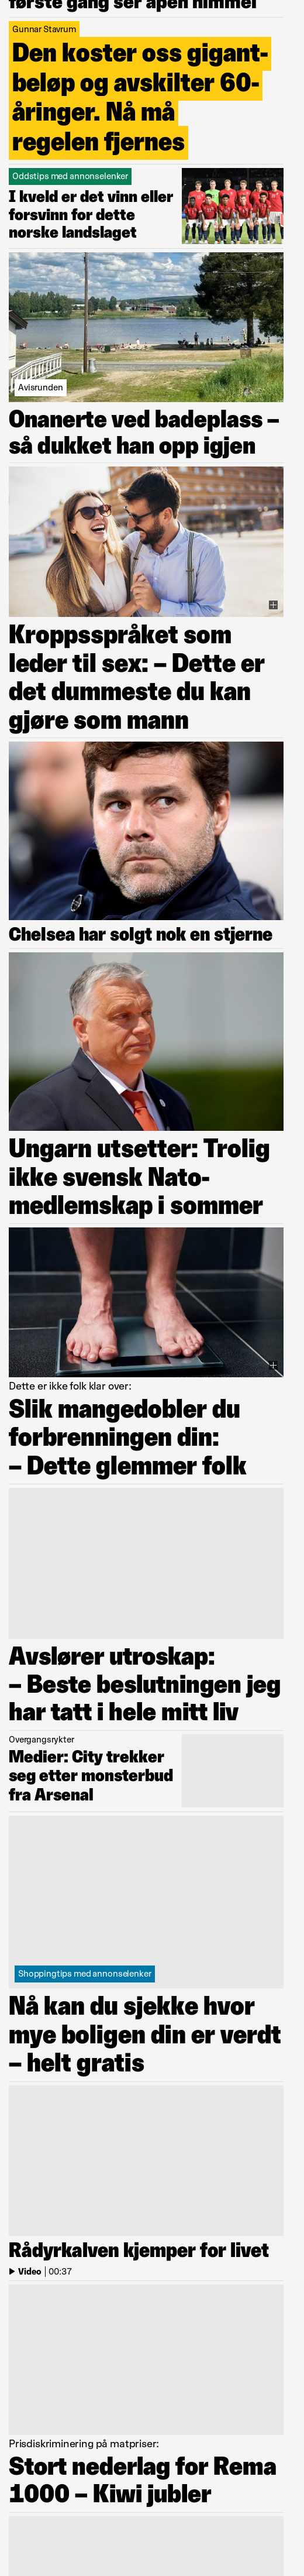 første gang ser åpen himmel
Gunnar Stavrum
Den koster oss gigant-
beløp og avskilter 60-
åringer. Nå må
regelen fjernes
Oddstips med annonselenker
I kveld er det vinn eller
forsvinn for dette
norske landslaget
Avisrunden
Onanerte ved badeplass –
så dukket han opp igjen
Kroppsspråket som
leder til sex: – Dette er
det dummeste du kan
gjøre som mann
Chelsea har solgt nok en stjerne
Ungarn utsetter: Trolig
ikke svensk Nato-
medlemskap i sommer
Dette er ikke folk klar over:
Slik mangedobler du
forbrenningen din:
– Dette glemmer folk
Avslører utroskap:
– Beste beslutningen jeg
har tatt i hele mitt liv
Overgangsrykter
Medier: City trekker
seg etter monsterbud
fra Arsenal
Shoppingtips med annonselenker
Nå kan du sjekke hvor
mye boligen din er verdt
– helt gratis
Rådyrkalven kjemper for livet
Video | 00:37
Prisdiskriminering på matpriser:
Stort nederlag for Rema
1000 – Kiwi jubler